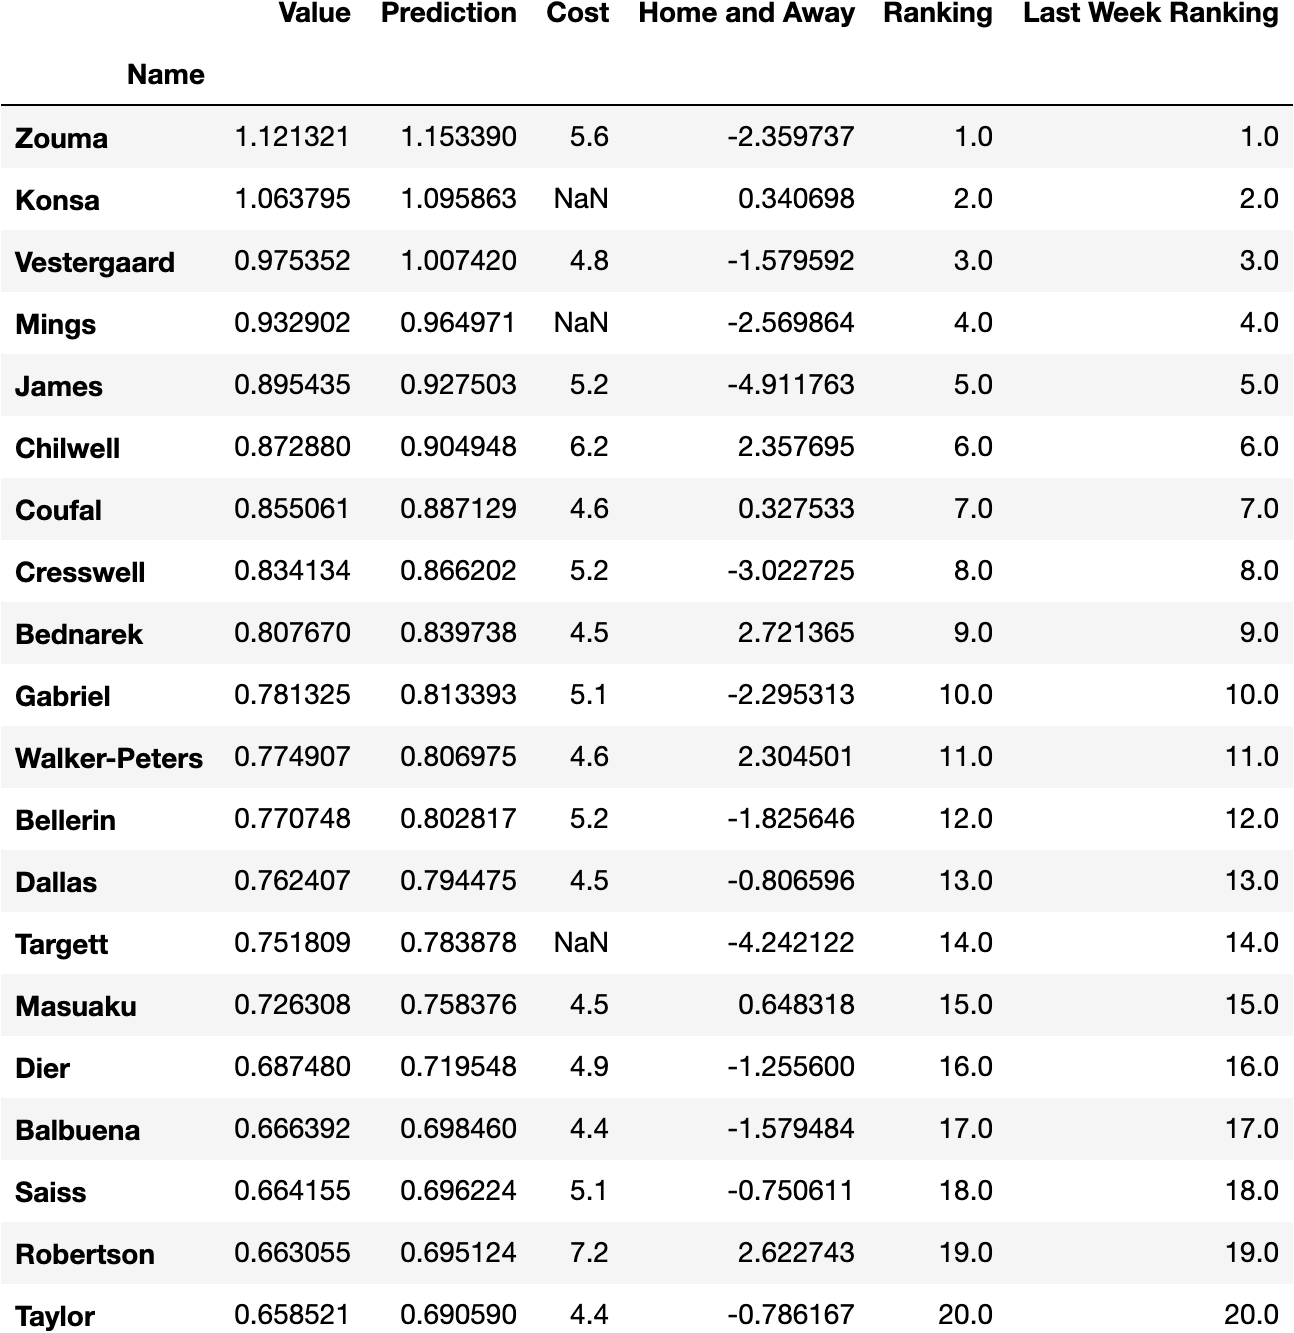 Value Prediction Cost Home and Away Ranking Last Week Ranking
Name
Zouma 1.121321 1.153390 5.6 -2.359737 1.0 1.0
Konsa 1.063795 1.095863 NaN 0.340698 2.0 2.0
Vestergaard 0.975352 1.007420 4.8 -1.579592 3.0 3.0
Mings 0.932902 0.964971 NaN -2.569864 4.0 4.0
James 0.895435 0.927503 5.2 -4.911763 5.0 5.0
Chilwell 0.872880 0.904948 6.2 2.357695 6.0 6.0
Coufal 0.855061 0.887129 4.6 0.327533 7.0 7.0
Cresswell 0.834134 0.866202 5.2 -3.022725 8.0 8.0
Bednarek 0.807670 0.839738 4.5 2.721365 9.0 9.0
Gabriel 0.781325 0.813393 5.1 -2.295313 10.0 10.0
Walker-Peters 0.774907 0.806975 4.6 2.304501 11.0 11.0
Bellerin 0.770748 0.802817 5.2 -1.825646 12.0 12.0
Dallas 0.762407 0.794475 4.5 -0.806596 13.0 13.0
Targett 0.751809 0.783878 NaN -4.242122 14.0 14.0
Masuaku 0.726308 0.758376 4.5 0.648318 15.0 15.0
Dier 0.687480 0.719548 4.9 -1.255600 16.0 16.0
Balbuena 0.666392 0.698460 4.4 -1.579484 17.0 17.0
Saiss 0.664155 0.696224 5.1 -0.750611 18.0 18.0
Robertson 0.663055 0.695124 7.2 2.622743 19.0 19.0
Taylor 0.658521 0.690590 4.4 -0.786167 20.0 20.0